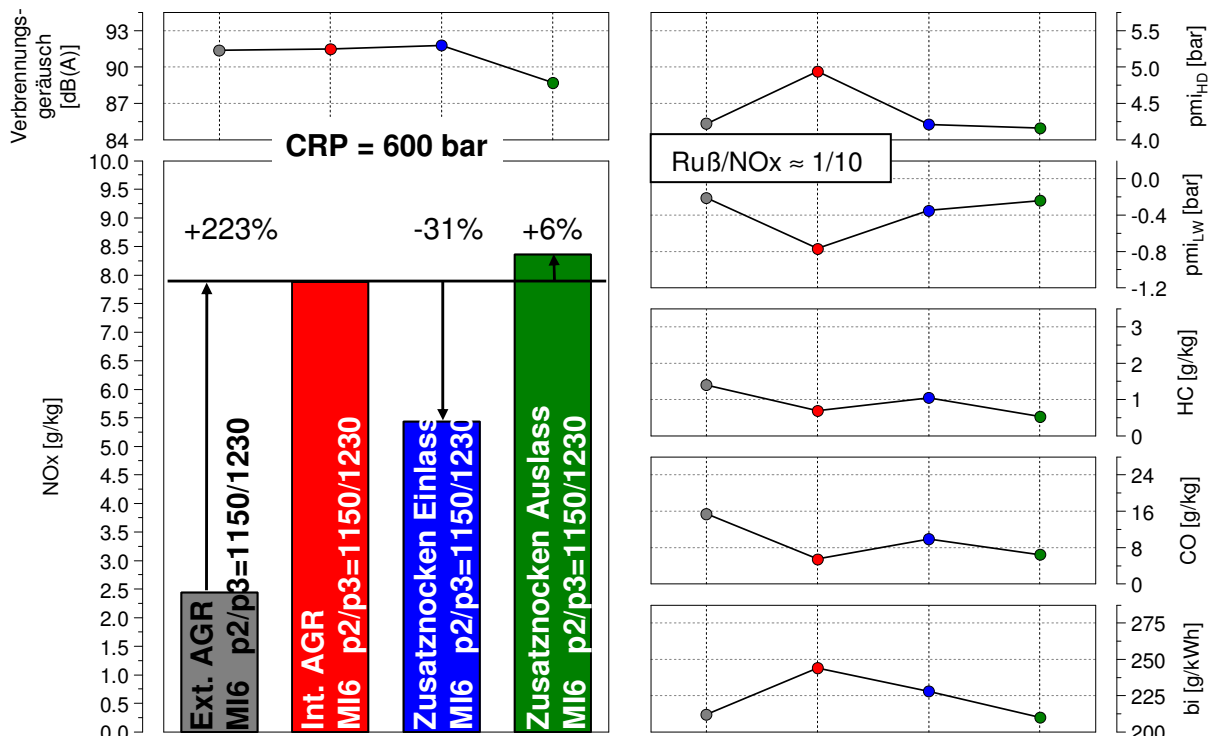 Verbrennungs-
geräusch
[dB(A)]
93
90
87
84
CRP = 600 bar
10.0
9.5
9.0
8.5
8.0
7.5
7.0
6.5
6.0
5.5
5.0
4.5
4.0
3.5
3.0
2.5
2.0
1.5
1.0
0.5
0.0
NOx [g/kg]
+223%
-31%
+6%
Ext. AGR
MI6 p2/p3=1150/1230
Int. AGR
MI6 p2/p3=1150/1230
Zusatznocken Einlass
MI6 p2/p3=1150/1230
Zusatznocken Auslass
MI6 p2/p3=1150/1230
5.5
5.0
4.5
4.0
pmiHD [bar]
Ruß/NOx ≈ 1/10
0.0
-0.4
-0.8
-1.2
pmiLW [bar]
3
2
1
0
HC [g/kg]
24
16
8
0
CO [g/kg]
275
250
225
200
bi [g/kWh]